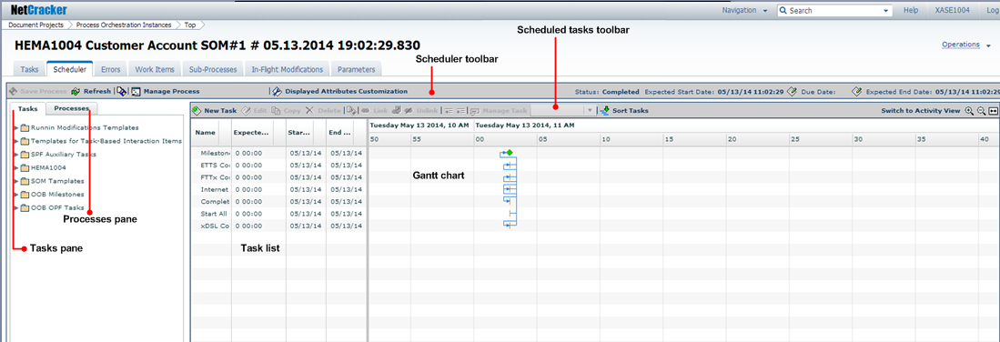 NetCracker
Navigation Search Help XASE1004 Log
Document Projects Process Orchestration Instances Top
Scheduled tasks toolbar
HEMA1004 Customer Account SOM#1 # 05.13.2014 19:02:29.830
Operations
Scheduler toolbar
Tasks Scheduler Errors Work Items Sub-Processes In-Flight Modifications Parameters
Save Process Refresh Manage Process Displayed Attributes Customization Status: Completed Expected Start Date: 05/13/14 11:02:29 Due Date: Expected End Date: 05/13/14 11:02:29
Tasks Processes
New Task Edit Copy Delete Link Unlink Manage Task Sort Tasks Switch to Activity View
Name Expecte... Star... End ...
Tuesday May 13 2014, 10 AM Tuesday May 13 2014, 11 AM
50 55 00 05 10 15 20 25 30 35 40
Runnin Modifications Templates
Templates for Task-Based Interaction Items
SPF Auxiliary Tasks
HEMA1004
SOM Templates
OOB Milestones
OOB OPF Tasks
Processes pane
Tasks pane
Mileston 0 00:00 05/13/14 05/13/14
ETTS Co 0 00:00 05/13/14 05/13/14
FTTx Co 0 00:00 05/13/14 05/13/14
Internet 0 00:00 05/13/14 05/13/14
Complet 0 00:00 05/13/14 05/13/14
Start All 0 00:00 05/13/14 05/13/14
xDSL Co 0 00:00 05/13/14 05/13/14
Gantt chart
Task list